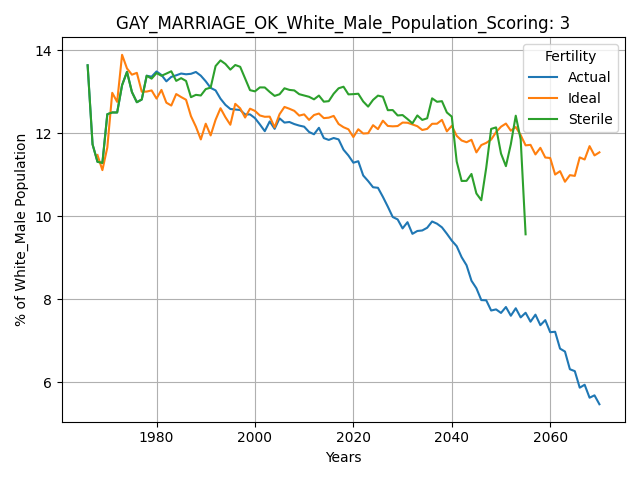 GAY_MARRIAGE_OK_White_Male_Population_Scoring: 3
Fertility
Actual
Ideal
Sterile
% of White_Male Population
14
12
10
8
6
1980
2000
2020
2040
2060
Years